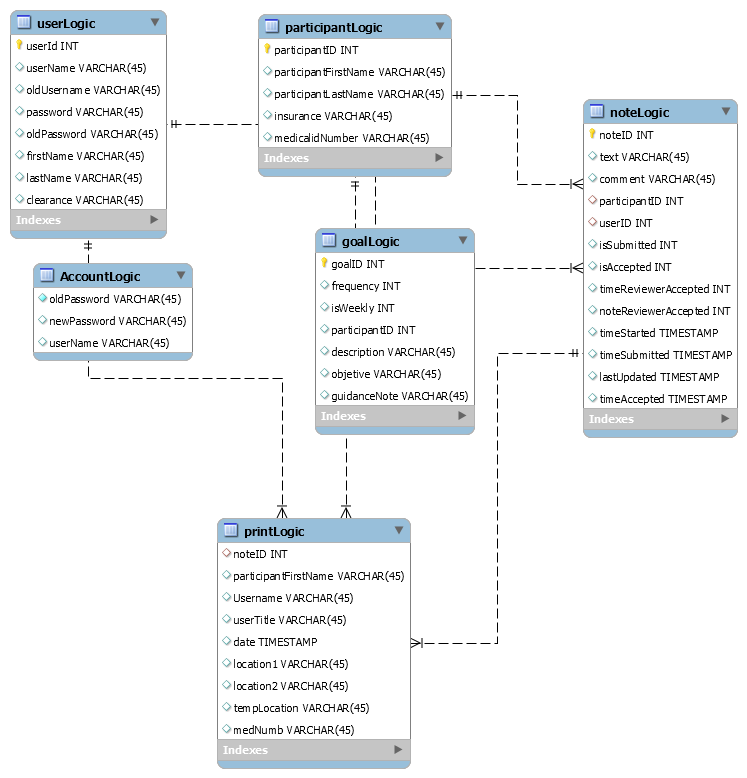 userLogic
userId INT
userName VARCHAR(45)
oldUsername VARCHAR(45)
password VARCHAR(45)
oldPassword VARCHAR(45)
firstName VARCHAR(45)
lastName VARCHAR(45)
clearance VARCHAR(45)
Indexes
participantLogic
participantID INT
participantFirstName VARCHAR(45)
participantLastName VARCHAR(45)
insurance VARCHAR(45)
medicalidNumber VARCHAR(45)
Indexes
noteLogic
noteID INT
text VARCHAR(45)
comment VARCHAR(45)
participantID INT
userID INT
isSubmitted INT
isAccepted INT
timeReviewerAccepted INT
noteReviewerAccepted INT
timeStarted TIMESTAMP
timeSubmitted TIMESTAMP
lastUpdated TIMESTAMP
timeAccepted TIMESTAMP
Indexes
AccountLogic
oldPassword VARCHAR(45)
newPassword VARCHAR(45)
userName VARCHAR(45)
goalLogic
goalID INT
frequency INT
isWeekly INT
participantID INT
description VARCHAR(45)
objetive VARCHAR(45)
guidanceNote VARCHAR(45)
Indexes
printLogic
noteID INT
participantFirstName VARCHAR(45)
Username VARCHAR(45)
userTitle VARCHAR(45)
date TIMESTAMP
location1 VARCHAR(45)
location2 VARCHAR(45)
tempLocation VARCHAR(45)
medNumb VARCHAR(45)
Indexes